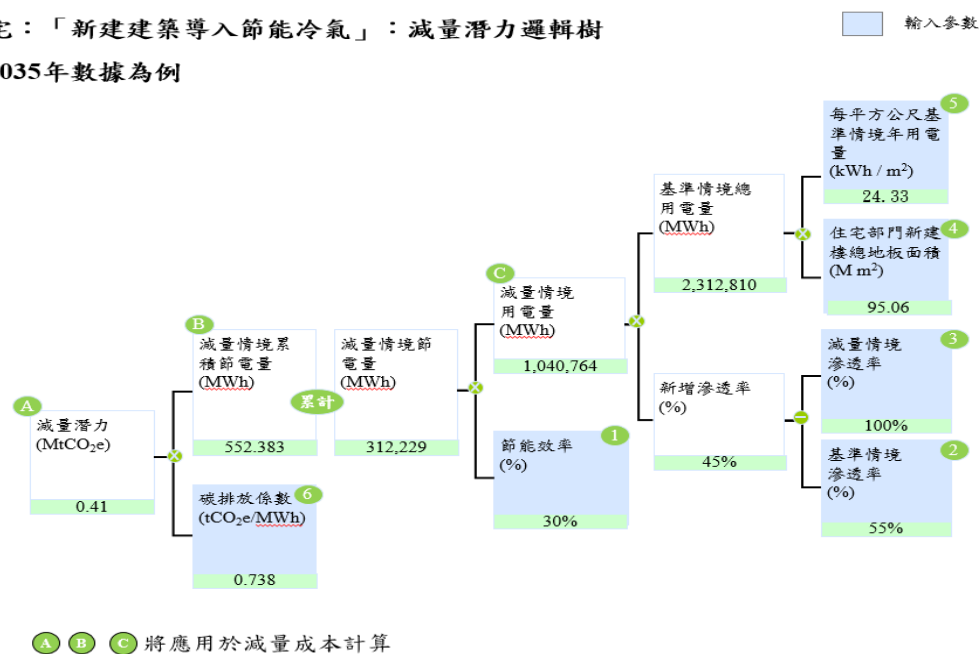 ：「新建建築導入節能冷氣」：減量潛力邏輯樹
輸入參數
035年數據為例
5
每平方公尺基
準情境年用電
量
(kWh / m²)
24. 33
基準情境總
用電量
(MWh)
2,312,810
4
住宅部門新建
樓總地板面積
(M m²)
95.06
C
減量情境
用電量
(MWh)
1,040,764
B
減量情境累
積節電量
(MWh)
552.383
累計
減量情境節
電量
(MWh)
312,229
3
減量情境
滲透率
(%)
100%
新增滲透率
(%)
45%
A
減量潛力
(MtCO₂e)
0.41
1
節能效率
(%)
30%
2
基準情境
滲透率
(%)
55%
6
碳排放係數
(tCO₂e/MWh)
0.738
A B C 將應用於減量成本計算